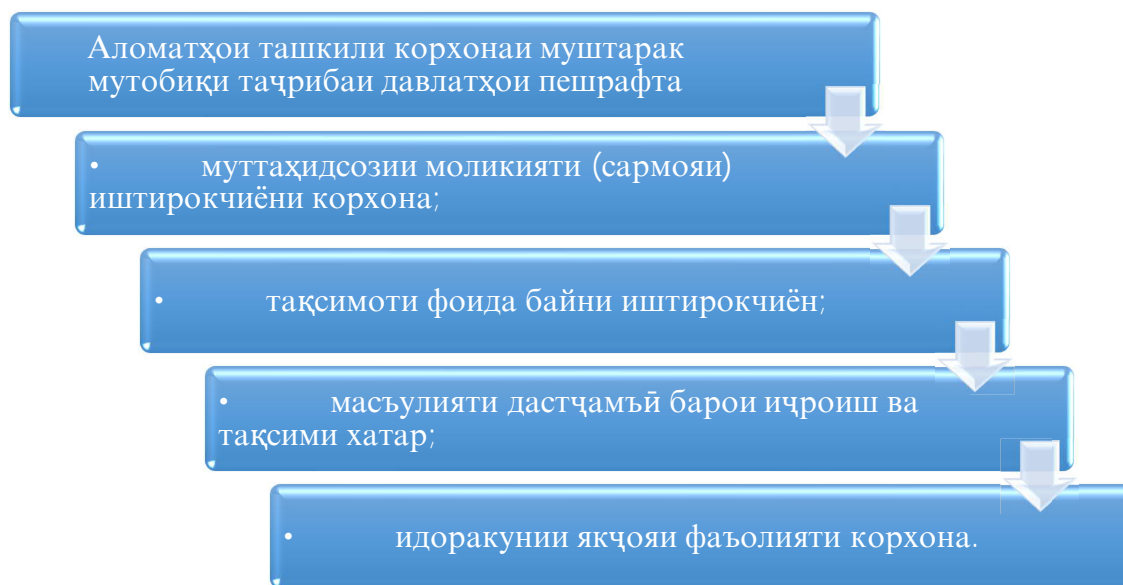 Аломатҳои ташкили корхонаи муштарак
мутобиқи таҷрибаи давлатҳои пешрафта
• муттаҳидсозии моликияти (сармояи)
иштирокчиёни корхона;
• тақсимоти фоида байни иштирокчиён;
• масъулияти дастҷамъӣ барои иҷроиш ва
тақсими хатар;
• идоракунии якҷояи фаъолияти корхона.